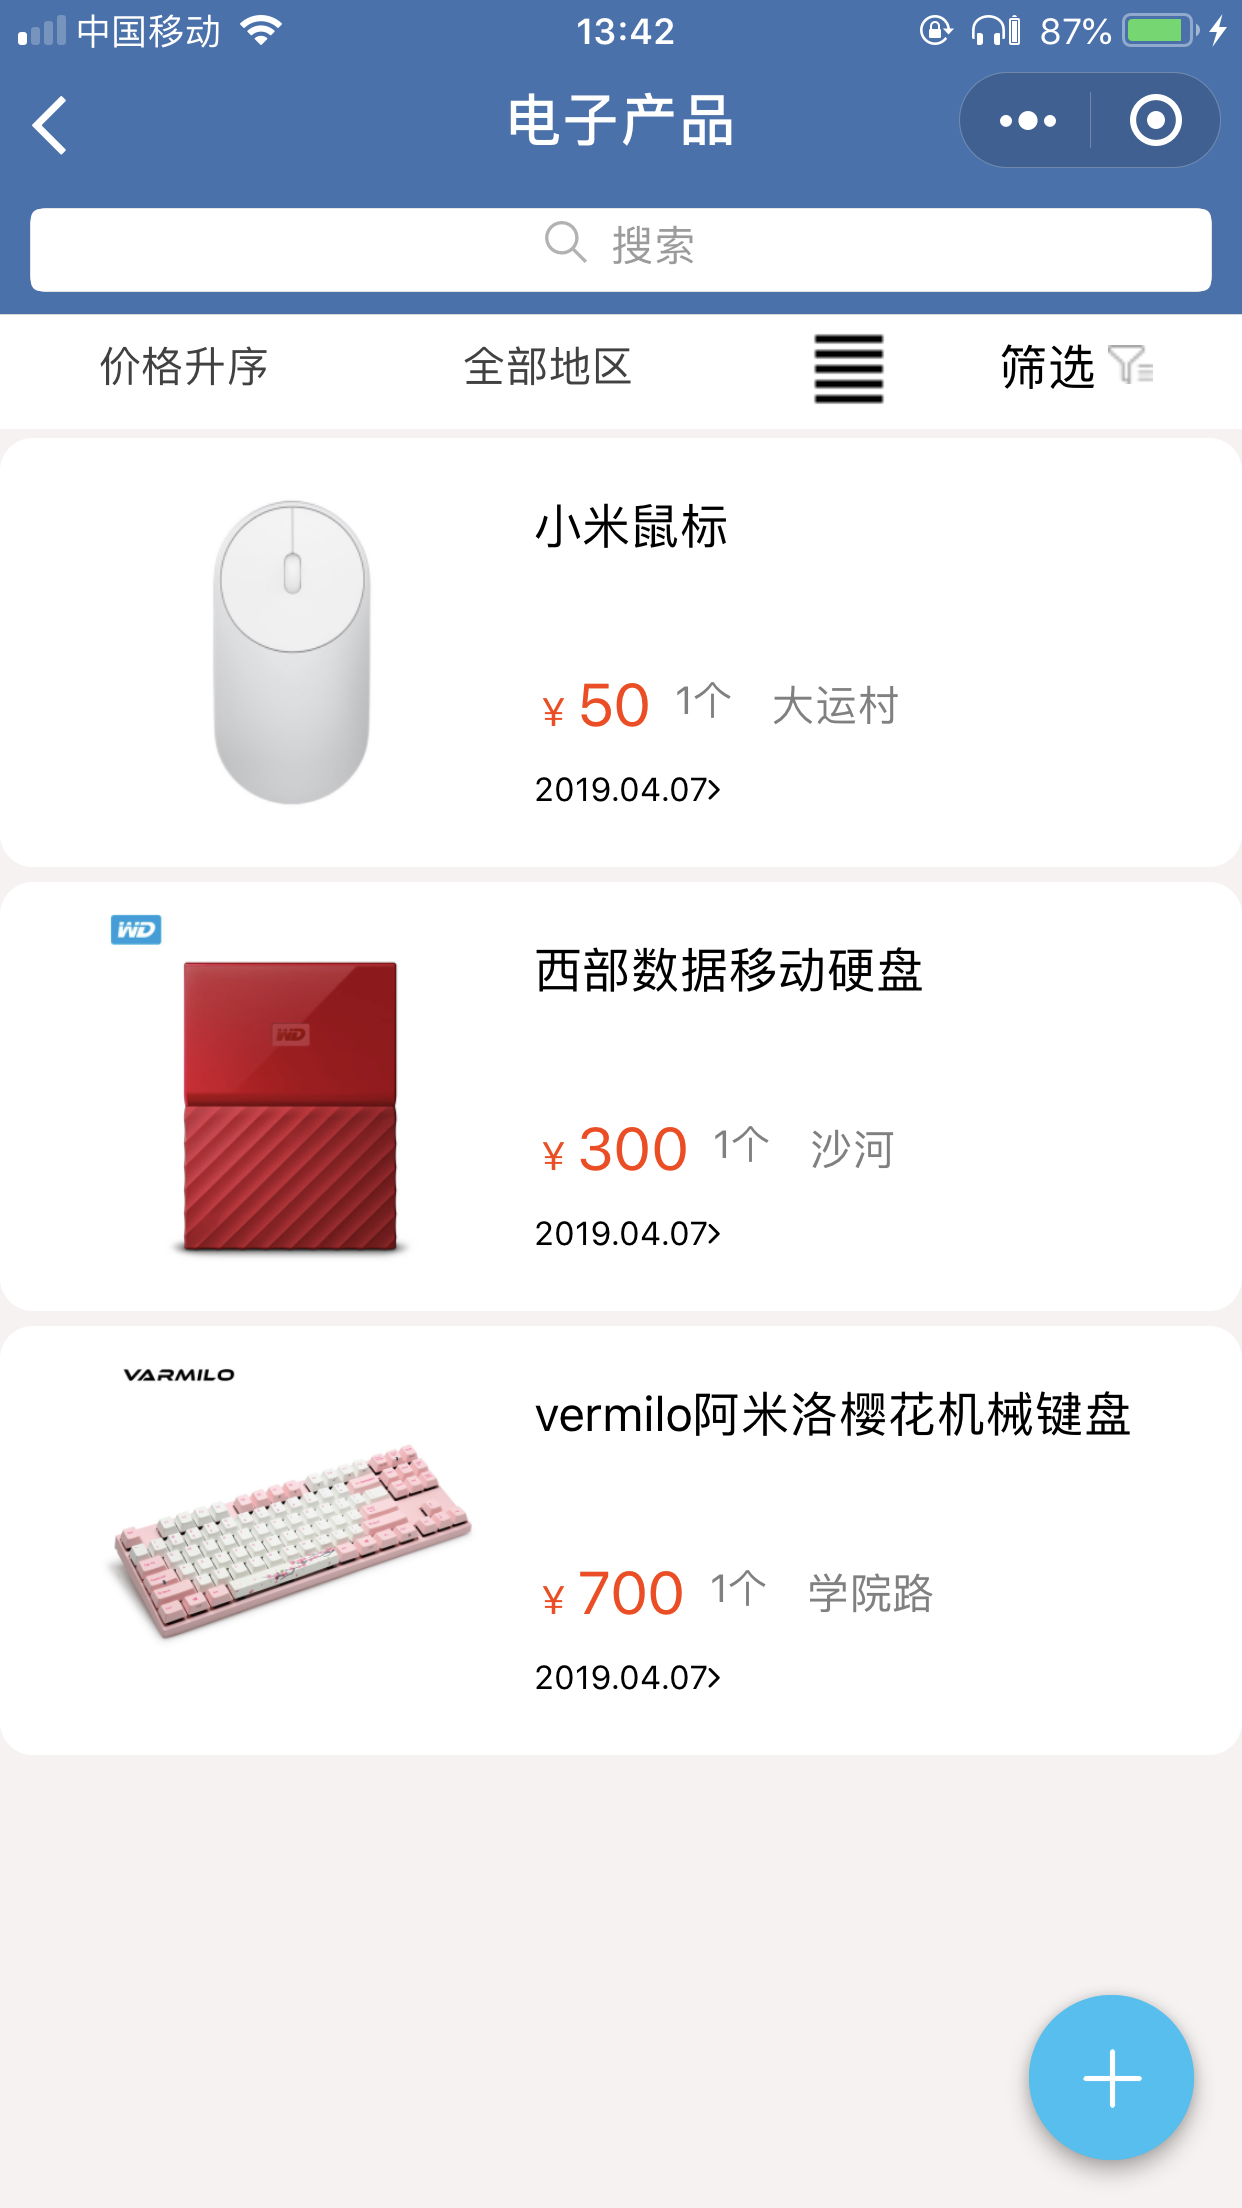 中国移动 13:42 87%
电子产品
搜索
价格升序 全部地区 筛选
小米鼠标
¥ 50 1个 大运村
2019.04.07>
WD
WD
西部数据移动硬盘
¥ 300 1个 沙河
2019.04.07>
VARMILO
vermilo阿米洛樱花机械键盘
¥ 700 1个 学院路
2019.04.07>